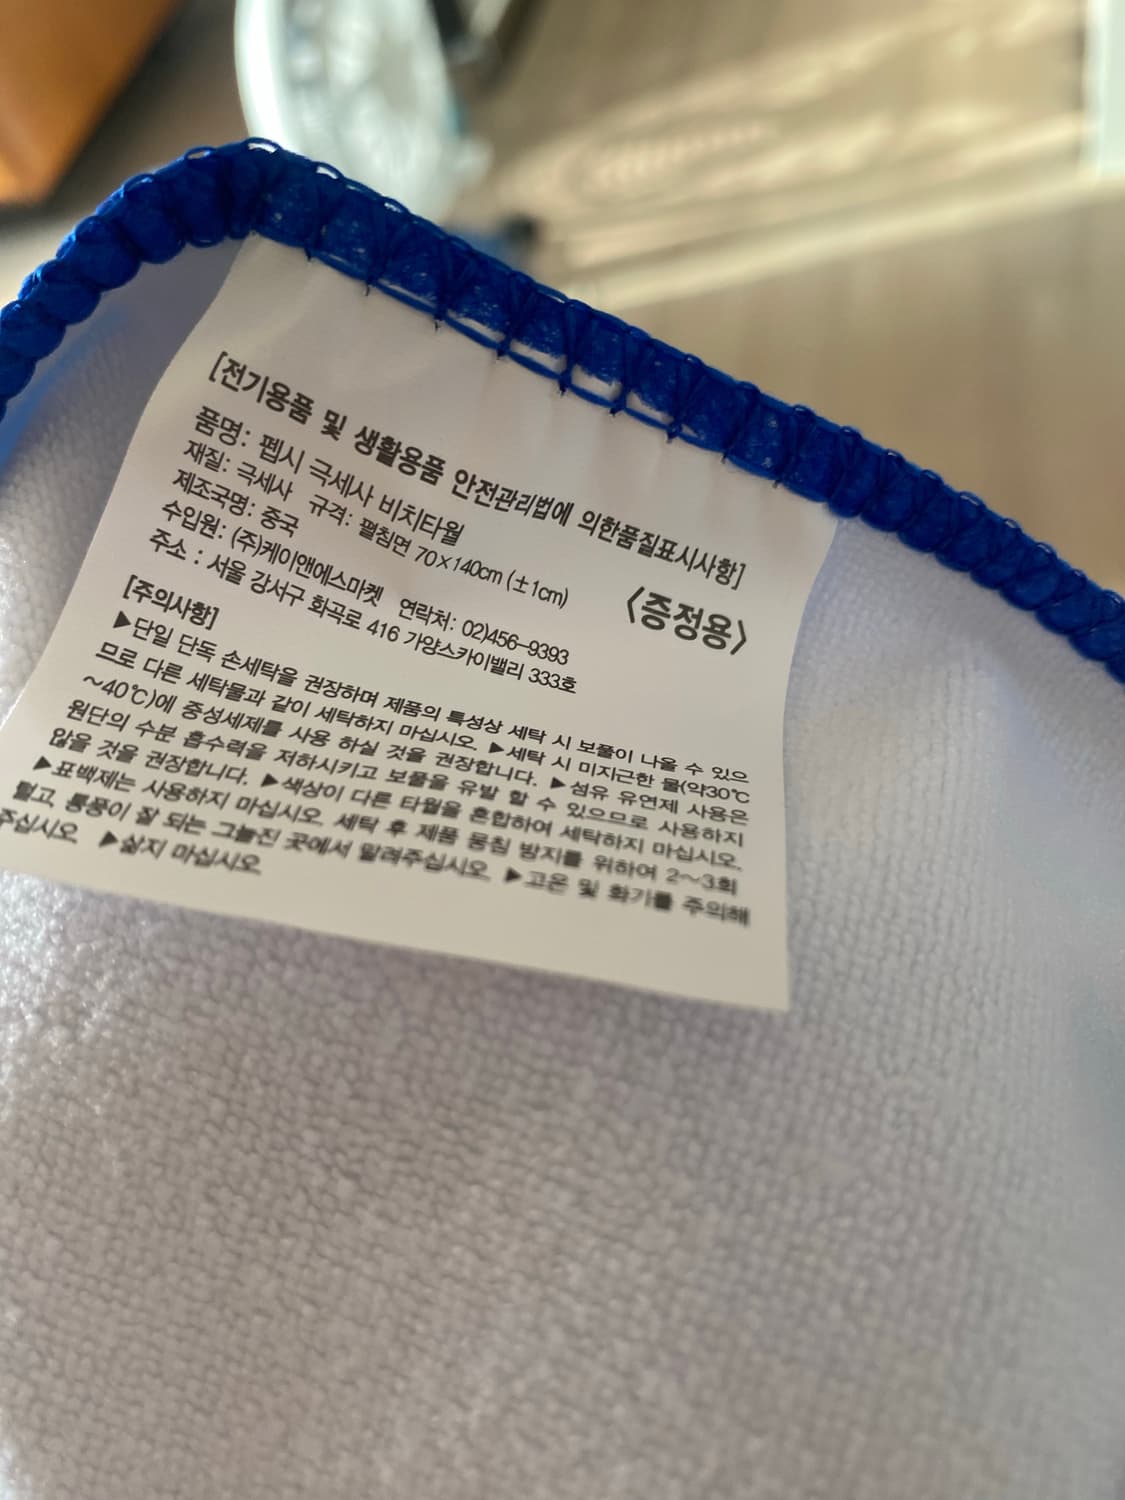 [전기용품 및 생활용품 안전관리법에 의한품질표시사항]
품명: 펩시 극세사 비치타월
재질: 극세사 규격: 펼침면 70×140cm (±1cm)
제조국명: 중국
<증정용>
수입원: (주)케이앤에스마켓 연락처: 02)456-9393
주소 : 서울 강서구 화곡로 416 가양스카이밸리 333호
[주의사항]
▶단일 단독 손세탁을 권장하며 제품의 특성상 세탁 시 보풀이 나올 수 있으
므로 다른 세탁물과 같이 세탁하지 마십시오. ▶세탁 시 미지근한 물(약30℃
~40℃)에 중성세제를 사용 하실 것을 권장합니다. ▶섬유 유연제 사용은
원단의 수분 흡수력을 저하시키고 보풀을 유발 할 수 있으므로 사용하지
않을 것을 권장합니다. ▶색상이 다른 타월을 혼합하여 세탁하지 마십시오.
▶표백제는 사용하지 마십시오. 세탁 후 제품 뭉침 방지를 위하여 2~3회
털고, 통풍이 잘 되는 그늘진 곳에서 말려주십시오. ▶고온 및 화기를 주의해
주십시오. ▶삶지 마십시오.